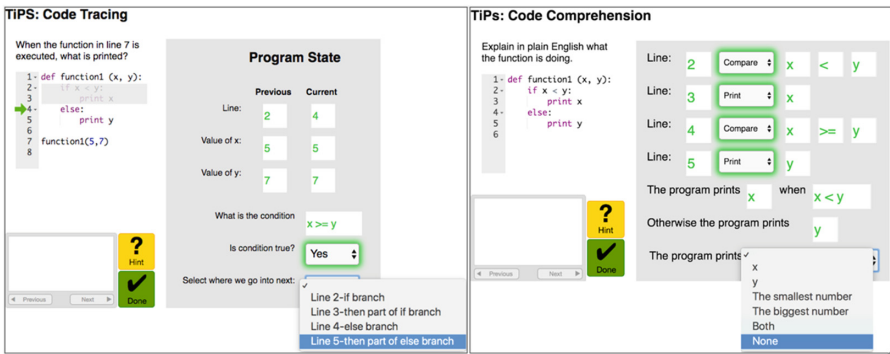 TiPS: Code Tracing
When the function in line 7 is
executed, what is printed?
1 def function1 (x, y):
2 if x < y:
3 print x
4 else:
5 print y
6
7 function1(5,7)
8
Program State
Previous Current
Line: 2 4
Value of x: 5 5
Value of y: 7 7
What is the condition x >= y
Is condition true? Yes
Select where we go into next:
Line 2-if branch
Line 3-then part of if branch
Line 4-else branch
Line 5-then part of else branch
?
Hint
Done
Previous Next
TiPs: Code Comprehension
Explain in plain English what
the function is doing.
1 def function1 (x, y):
2 if x < y:
3 print x
4 else:
5 print y
6
Line: 2 Compare x < y
Line: 3 Print x
Line: 4 Compare x >= y
Line: 5 Print y
The program prints x when x < y
Otherwise the program prints y
The program prints
x
y
The smallest number
The biggest number
Both
None
?
Hint
Done
Previous Next